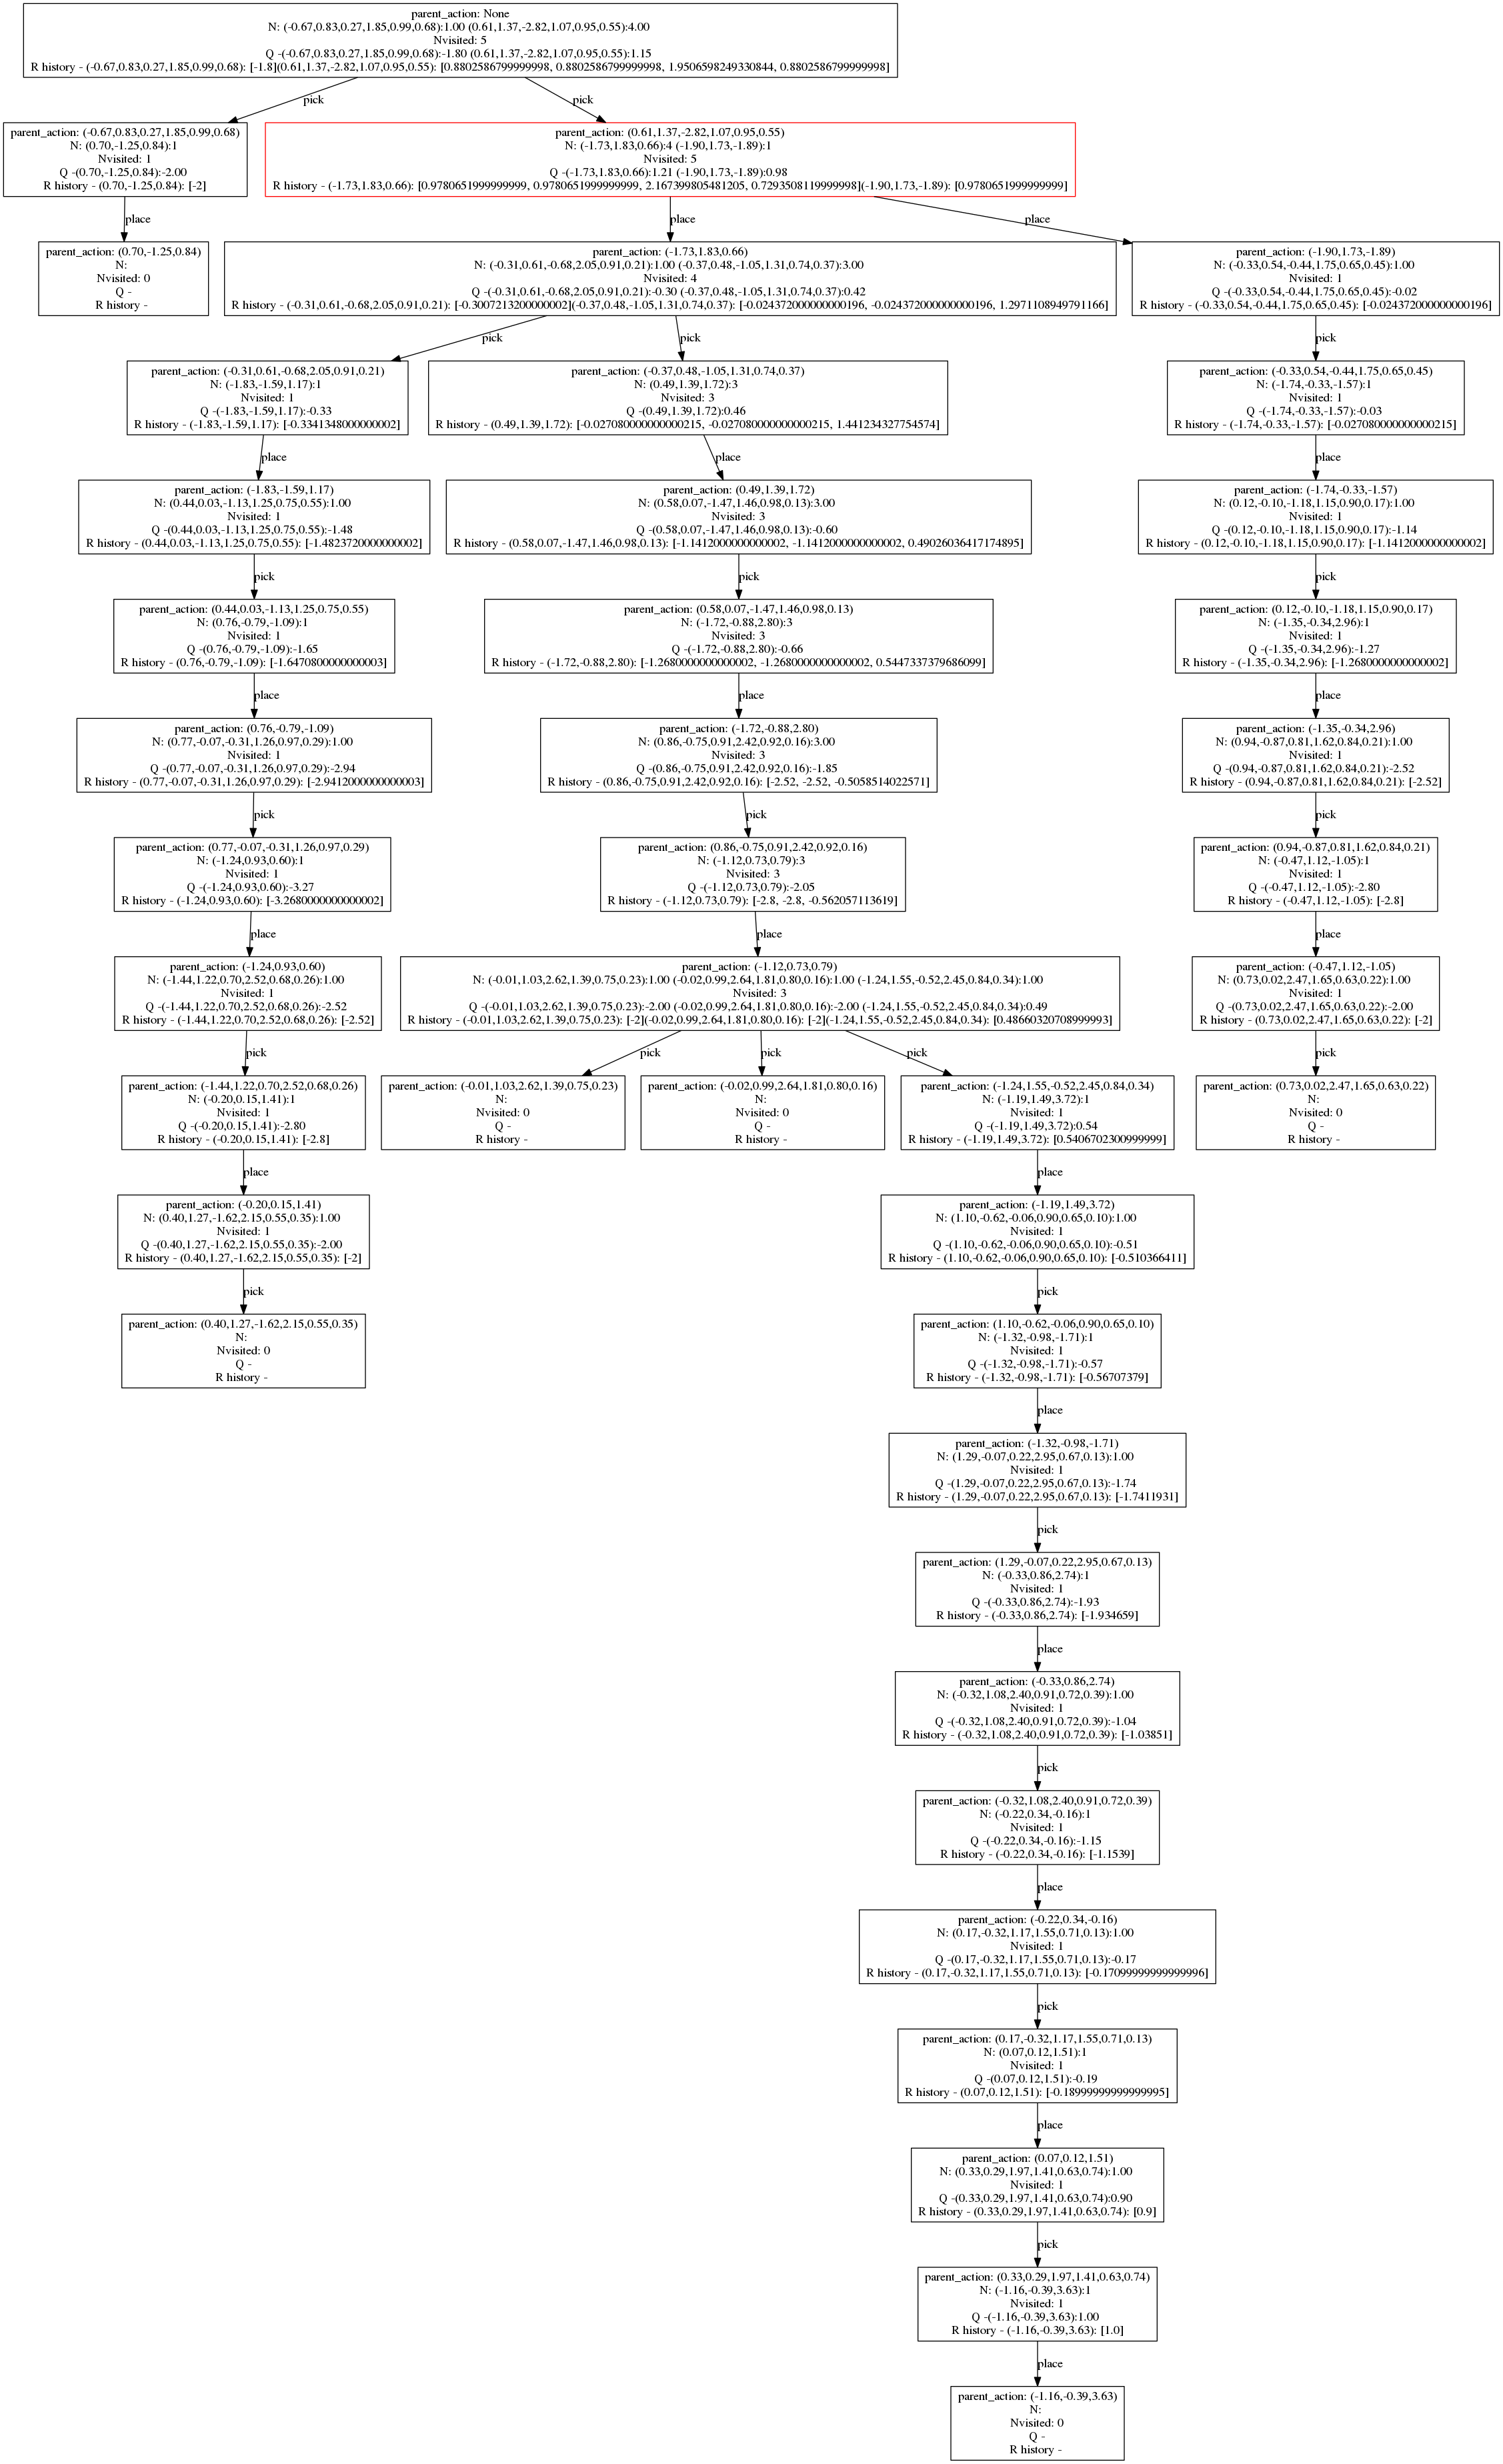 parent_action: None
N: (-0.67,0.83,0.27,1.85,0.99,0.68):1.00 (0.61,1.37,-2.82,1.07,0.95,0.55):4.00
Nvisited: 5
Q -(-0.67,0.83,0.27,1.85,0.99,0.68):-1.80 (0.61,1.37,-2.82,1.07,0.95,0.55):1.15
R history - (-0.67,0.83,0.27,1.85,0.99,0.68): [-1.8](0.61,1.37,-2.82,1.07,0.95,0.55): [0.8802586799999998, 0.8802586799999998, 1.9506598249330844, 0.8802586799999998]
pick
pick
parent_action: (-0.67,0.83,0.27,1.85,0.99,0.68)
N: (0.70,-1.25,0.84):1
Nvisited: 1
Q -(0.70,-1.25,0.84):-2.00
R history - (0.70,-1.25,0.84): [-2]
parent_action: (0.61,1.37,-2.82,1.07,0.95,0.55)
N: (-1.73,1.83,0.66):4 (-1.90,1.73,-1.89):1
Nvisited: 5
Q -(-1.73,1.83,0.66):1.21 (-1.90,1.73,-1.89):0.98
R history - (-1.73,1.83,0.66): [0.9780651999999999, 0.9780651999999999, 2.167399805481205, 0.7293508119999998](-1.90,1.73,-1.89): [0.9780651999999999]
place
place
place
parent_action: (0.70,-1.25,0.84)
N:
Nvisited: 0
Q -
R history -
parent_action: (-1.73,1.83,0.66)
N: (-0.31,0.61,-0.68,2.05,0.91,0.21):1.00 (-0.37,0.48,-1.05,1.31,0.74,0.37):3.00
Nvisited: 4
Q -(-0.31,0.61,-0.68,2.05,0.91,0.21):-0.30 (-0.37,0.48,-1.05,1.31,0.74,0.37):0.42
R history - (-0.31,0.61,-0.68,2.05,0.91,0.21): [-0.3007213200000002](-0.37,0.48,-1.05,1.31,0.74,0.37): [-0.024372000000000196, -0.024372000000000196, 1.2971108949791166]
parent_action: (-1.90,1.73,-1.89)
N: (-0.33,0.54,-0.44,1.75,0.65,0.45):1.00
Nvisited: 1
Q -(-0.33,0.54,-0.44,1.75,0.65,0.45):-0.02
R history - (-0.33,0.54,-0.44,1.75,0.65,0.45): [-0.024372000000000196]
pick
pick
pick
parent_action: (-0.31,0.61,-0.68,2.05,0.91,0.21)
N: (-1.83,-1.59,1.17):1
Nvisited: 1
Q -(-1.83,-1.59,1.17):-0.33
R history - (-1.83,-1.59,1.17): [-0.3341348000000002]
parent_action: (-0.37,0.48,-1.05,1.31,0.74,0.37)
N: (0.49,1.39,1.72):3
Nvisited: 3
Q -(0.49,1.39,1.72):0.46
R history - (0.49,1.39,1.72): [-0.027080000000000215, -0.027080000000000215, 1.441234327754574]
parent_action: (-0.33,0.54,-0.44,1.75,0.65,0.45)
N: (-1.74,-0.33,-1.57):1
Nvisited: 1
Q -(-1.74,-0.33,-1.57):-0.03
R history - (-1.74,-0.33,-1.57): [-0.027080000000000215]
place
place
place
parent_action: (-1.83,-1.59,1.17)
N: (0.44,0.03,-1.13,1.25,0.75,0.55):1.00
Nvisited: 1
Q -(0.44,0.03,-1.13,1.25,0.75,0.55):-1.48
R history - (0.44,0.03,-1.13,1.25,0.75,0.55): [-1.4823720000000002]
parent_action: (0.49,1.39,1.72)
N: (0.58,0.07,-1.47,1.46,0.98,0.13):3.00
Nvisited: 3
Q -(0.58,0.07,-1.47,1.46,0.98,0.13):-0.60
R history - (0.58,0.07,-1.47,1.46,0.98,0.13): [-1.1412000000000002, -1.1412000000000002, 0.49026036417174895]
parent_action: (-1.74,-0.33,-1.57)
N: (0.12,-0.10,-1.18,1.15,0.90,0.17):1.00
Nvisited: 1
Q -(0.12,-0.10,-1.18,1.15,0.90,0.17):-1.14
R history - (0.12,-0.10,-1.18,1.15,0.90,0.17): [-1.1412000000000002]
pick
pick
pick
parent_action: (0.44,0.03,-1.13,1.25,0.75,0.55)
N: (0.76,-0.79,-1.09):1
Nvisited: 1
Q -(0.76,-0.79,-1.09):-1.65
R history - (0.76,-0.79,-1.09): [-1.6470800000000003]
parent_action: (0.58,0.07,-1.47,1.46,0.98,0.13)
N: (-1.72,-0.88,2.80):3
Nvisited: 3
Q -(-1.72,-0.88,2.80):-0.66
R history - (-1.72,-0.88,2.80): [-1.2680000000000002, -1.2680000000000002, 0.5447337379686099]
parent_action: (0.12,-0.10,-1.18,1.15,0.90,0.17)
N: (-1.35,-0.34,2.96):1
Nvisited: 1
Q -(-1.35,-0.34,2.96):-1.27
R history - (-1.35,-0.34,2.96): [-1.2680000000000002]
place
place
place
parent_action: (0.76,-0.79,-1.09)
N: (0.77,-0.07,-0.31,1.26,0.97,0.29):1.00
Nvisited: 1
Q -(0.77,-0.07,-0.31,1.26,0.97,0.29):-2.94
R history - (0.77,-0.07,-0.31,1.26,0.97,0.29): [-2.9412000000000003]
parent_action: (-1.72,-0.88,2.80)
N: (0.86,-0.75,0.91,2.42,0.92,0.16):3.00
Nvisited: 3
Q -(0.86,-0.75,0.91,2.42,0.92,0.16):-1.85
R history - (0.86,-0.75,0.91,2.42,0.92,0.16): [-2.52, -2.52, -0.5058514022571]
parent_action: (-1.35,-0.34,2.96)
N: (0.94,-0.87,0.81,1.62,0.84,0.21):1.00
Nvisited: 1
Q -(0.94,-0.87,0.81,1.62,0.84,0.21):-2.52
R history - (0.94,-0.87,0.81,1.62,0.84,0.21): [-2.52]
pick
pick
pick
parent_action: (0.77,-0.07,-0.31,1.26,0.97,0.29)
N: (-1.24,0.93,0.60):1
Nvisited: 1
Q -(-1.24,0.93,0.60):-3.27
R history - (-1.24,0.93,0.60): [-3.2680000000000002]
parent_action: (0.86,-0.75,0.91,2.42,0.92,0.16)
N: (-1.12,0.73,0.79):3
Nvisited: 3
Q -(-1.12,0.73,0.79):-2.05
R history - (-1.12,0.73,0.79): [-2.8, -2.8, -0.562057113619]
parent_action: (0.94,-0.87,0.81,1.62,0.84,0.21)
N: (-0.47,1.12,-1.05):1
Nvisited: 1
Q -(-0.47,1.12,-1.05):-2.80
R history - (-0.47,1.12,-1.05): [-2.8]
place
place
place
parent_action: (-1.24,0.93,0.60)
N: (-1.44,1.22,0.70,2.52,0.68,0.26):1.00
Nvisited: 1
Q -(-1.44,1.22,0.70,2.52,0.68,0.26):-2.52
R history - (-1.44,1.22,0.70,2.52,0.68,0.26): [-2.52]
parent_action: (-1.12,0.73,0.79)
N: (-0.01,1.03,2.62,1.39,0.75,0.23):1.00 (-0.02,0.99,2.64,1.81,0.80,0.16):1.00 (-1.24,1.55,-0.52,2.45,0.84,0.34):1.00
Nvisited: 3
Q -(-0.01,1.03,2.62,1.39,0.75,0.23):-2.00 (-0.02,0.99,2.64,1.81,0.80,0.16):-2.00 (-1.24,1.55,-0.52,2.45,0.84,0.34):0.49
R history - (-0.01,1.03,2.62,1.39,0.75,0.23): [-2](-0.02,0.99,2.64,1.81,0.80,0.16): [-2](-1.24,1.55,-0.52,2.45,0.84,0.34): [0.48660320708999993]
parent_action: (-0.47,1.12,-1.05)
N: (0.73,0.02,2.47,1.65,0.63,0.22):1.00
Nvisited: 1
Q -(0.73,0.02,2.47,1.65,0.63,0.22):-2.00
R history - (0.73,0.02,2.47,1.65,0.63,0.22): [-2]
pick
pick
pick
pick
pick
parent_action: (-1.44,1.22,0.70,2.52,0.68,0.26)
N: (-0.20,0.15,1.41):1
Nvisited: 1
Q -(-0.20,0.15,1.41):-2.80
R history - (-0.20,0.15,1.41): [-2.8]
parent_action: (-0.01,1.03,2.62,1.39,0.75,0.23)
N:
Nvisited: 0
Q -
R history -
parent_action: (-0.02,0.99,2.64,1.81,0.80,0.16)
N:
Nvisited: 0
Q -
R history -
parent_action: (-1.24,1.55,-0.52,2.45,0.84,0.34)
N: (-1.19,1.49,3.72):1
Nvisited: 1
Q -(-1.19,1.49,3.72):0.54
R history - (-1.19,1.49,3.72): [0.5406702300999999]
parent_action: (0.73,0.02,2.47,1.65,0.63,0.22)
N:
Nvisited: 0
Q -
R history -
place
place
parent_action: (-0.20,0.15,1.41)
N: (0.40,1.27,-1.62,2.15,0.55,0.35):1.00
Nvisited: 1
Q -(0.40,1.27,-1.62,2.15,0.55,0.35):-2.00
R history - (0.40,1.27,-1.62,2.15,0.55,0.35): [-2]
parent_action: (-1.19,1.49,3.72)
N: (1.10,-0.62,-0.06,0.90,0.65,0.10):1.00
Nvisited: 1
Q -(1.10,-0.62,-0.06,0.90,0.65,0.10):-0.51
R history - (1.10,-0.62,-0.06,0.90,0.65,0.10): [-0.510366411]
pick
pick
parent_action: (0.40,1.27,-1.62,2.15,0.55,0.35)
N:
Nvisited: 0
Q -
R history -
parent_action: (1.10,-0.62,-0.06,0.90,0.65,0.10)
N: (-1.32,-0.98,-1.71):1
Nvisited: 1
Q -(-1.32,-0.98,-1.71):-0.57
R history - (-1.32,-0.98,-1.71): [-0.56707379]
place
parent_action: (-1.32,-0.98,-1.71)
N: (1.29,-0.07,0.22,2.95,0.67,0.13):1.00
Nvisited: 1
Q -(1.29,-0.07,0.22,2.95,0.67,0.13):-1.74
R history - (1.29,-0.07,0.22,2.95,0.67,0.13): [-1.7411931]
pick
parent_action: (1.29,-0.07,0.22,2.95,0.67,0.13)
N: (-0.33,0.86,2.74):1
Nvisited: 1
Q -(-0.33,0.86,2.74):-1.93
R history - (-0.33,0.86,2.74): [-1.934659]
place
parent_action: (-0.33,0.86,2.74)
N: (-0.32,1.08,2.40,0.91,0.72,0.39):1.00
Nvisited: 1
Q -(-0.32,1.08,2.40,0.91,0.72,0.39):-1.04
R history - (-0.32,1.08,2.40,0.91,0.72,0.39): [-1.03851]
pick
parent_action: (-0.32,1.08,2.40,0.91,0.72,0.39)
N: (-0.22,0.34,-0.16):1
Nvisited: 1
Q -(-0.22,0.34,-0.16):-1.15
R history - (-0.22,0.34,-0.16): [-1.1539]
place
parent_action: (-0.22,0.34,-0.16)
N: (0.17,-0.32,1.17,1.55,0.71,0.13):1.00
Nvisited: 1
Q -(0.17,-0.32,1.17,1.55,0.71,0.13):-0.17
R history - (0.17,-0.32,1.17,1.55,0.71,0.13): [-0.17099999999999996]
pick
parent_action: (0.17,-0.32,1.17,1.55,0.71,0.13)
N: (0.07,0.12,1.51):1
Nvisited: 1
Q -(0.07,0.12,1.51):-0.19
R history - (0.07,0.12,1.51): [-0.18999999999999995]
place
parent_action: (0.07,0.12,1.51)
N: (0.33,0.29,1.97,1.41,0.63,0.74):1.00
Nvisited: 1
Q -(0.33,0.29,1.97,1.41,0.63,0.74):0.90
R history - (0.33,0.29,1.97,1.41,0.63,0.74): [0.9]
pick
parent_action: (0.33,0.29,1.97,1.41,0.63,0.74)
N: (-1.16,-0.39,3.63):1
Nvisited: 1
Q -(-1.16,-0.39,3.63):1.00
R history - (-1.16,-0.39,3.63): [1.0]
place
parent_action: (-1.16,-0.39,3.63)
N:
Nvisited: 0
Q -
R history -